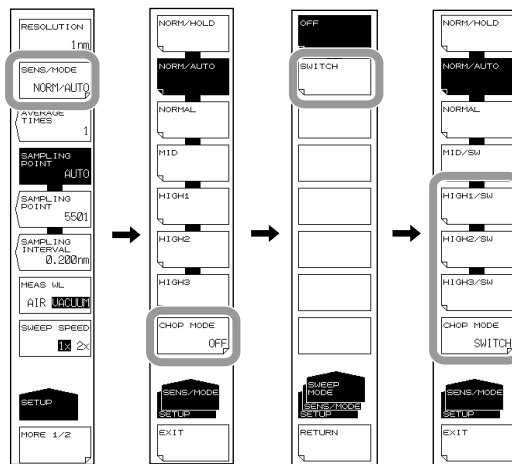 RESOLUTION
1nm
SENS/MODE
NORM/AUTO
AVERAGE
TIMES
1
SAMPLING
POINT
AUTO
SAMPLING
POINT
5501
SAMPLING
INTERVAL
0.200nm
MEAS WL
AIR VACUUM
SWEEP SPEED
1x 2x
SETUP
MORE 1/2
NORM/HOLD
NORM/AUTO
NORMAL
MID
HIGH1
HIGH2
HIGH3
CHOP MODE
OFF
SENS/MODE
SETUP
EXIT
OFF
SWITCH
SWEEP
MODE
SENS/MODE
SETUP
RETURN
NORM/HOLD
NORM/AUTO
NORMAL
MID/SW
HIGH1/SW
HIGH2/SW
HIGH3/SW
CHOP MODE
SWITCH
SENS/MODE
SETUP
EXIT